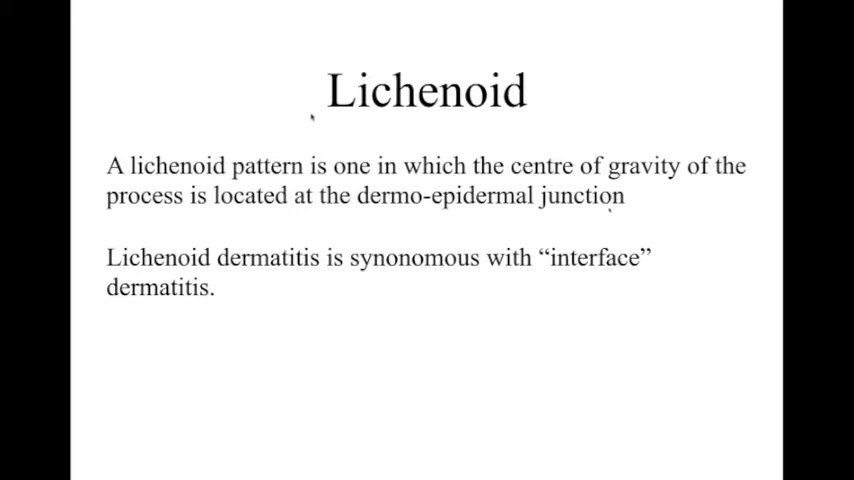 Lichenoid
A lichenoid pattern is one in which the centre of gravity of the
process is located at the dermo-epidermal junction
Lichenoid dermatitis is synonomous with “interface”
dermatitis.